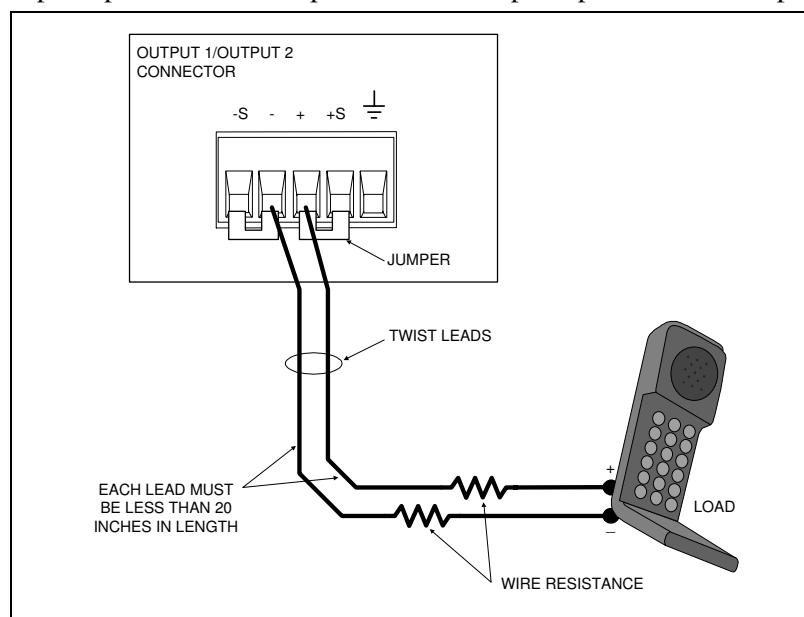 OUTPUT 1/OUTPUT 2
CONNECTOR
-S - + +S
JUMPER
TWIST LEADS
EACH LEAD MUST
BE LESS THAN 20
INCHES IN LENGTH
+
LOAD
_
WIRE RESISTANCE